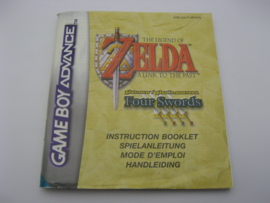 GAME BOY ADVANCE
THE LEGEND OF
ZELDA
A LINK TO THE PAST
Four Swords
INSTRUCTION BOOKLET
SPIELANLEITUNG
MODE D'EMPLOI
HANDLEIDING